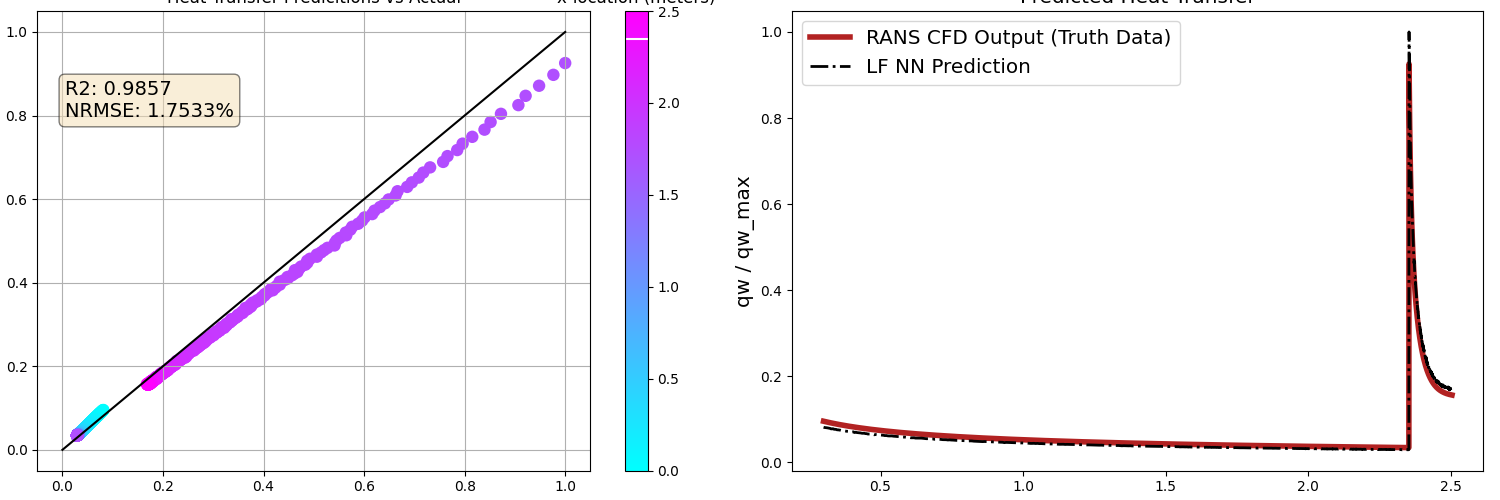 Heat Transfer Predicitions vs Actual
x-location (meters)
R2: 0.9857
NRMSE: 1.7533%
1.0
0.8
0.6
0.4
0.2
0.0
0.0 0.2 0.4 0.6 0.8 1.0
2.5
2.0
1.5
1.0
0.5
0.0
Predicted Heat Transfer
RANS CFD Output (Truth Data)
LF NN Prediction
qw / qw_max
1.0
0.8
0.6
0.4
0.2
0.0
0.5 1.0 1.5 2.0 2.5